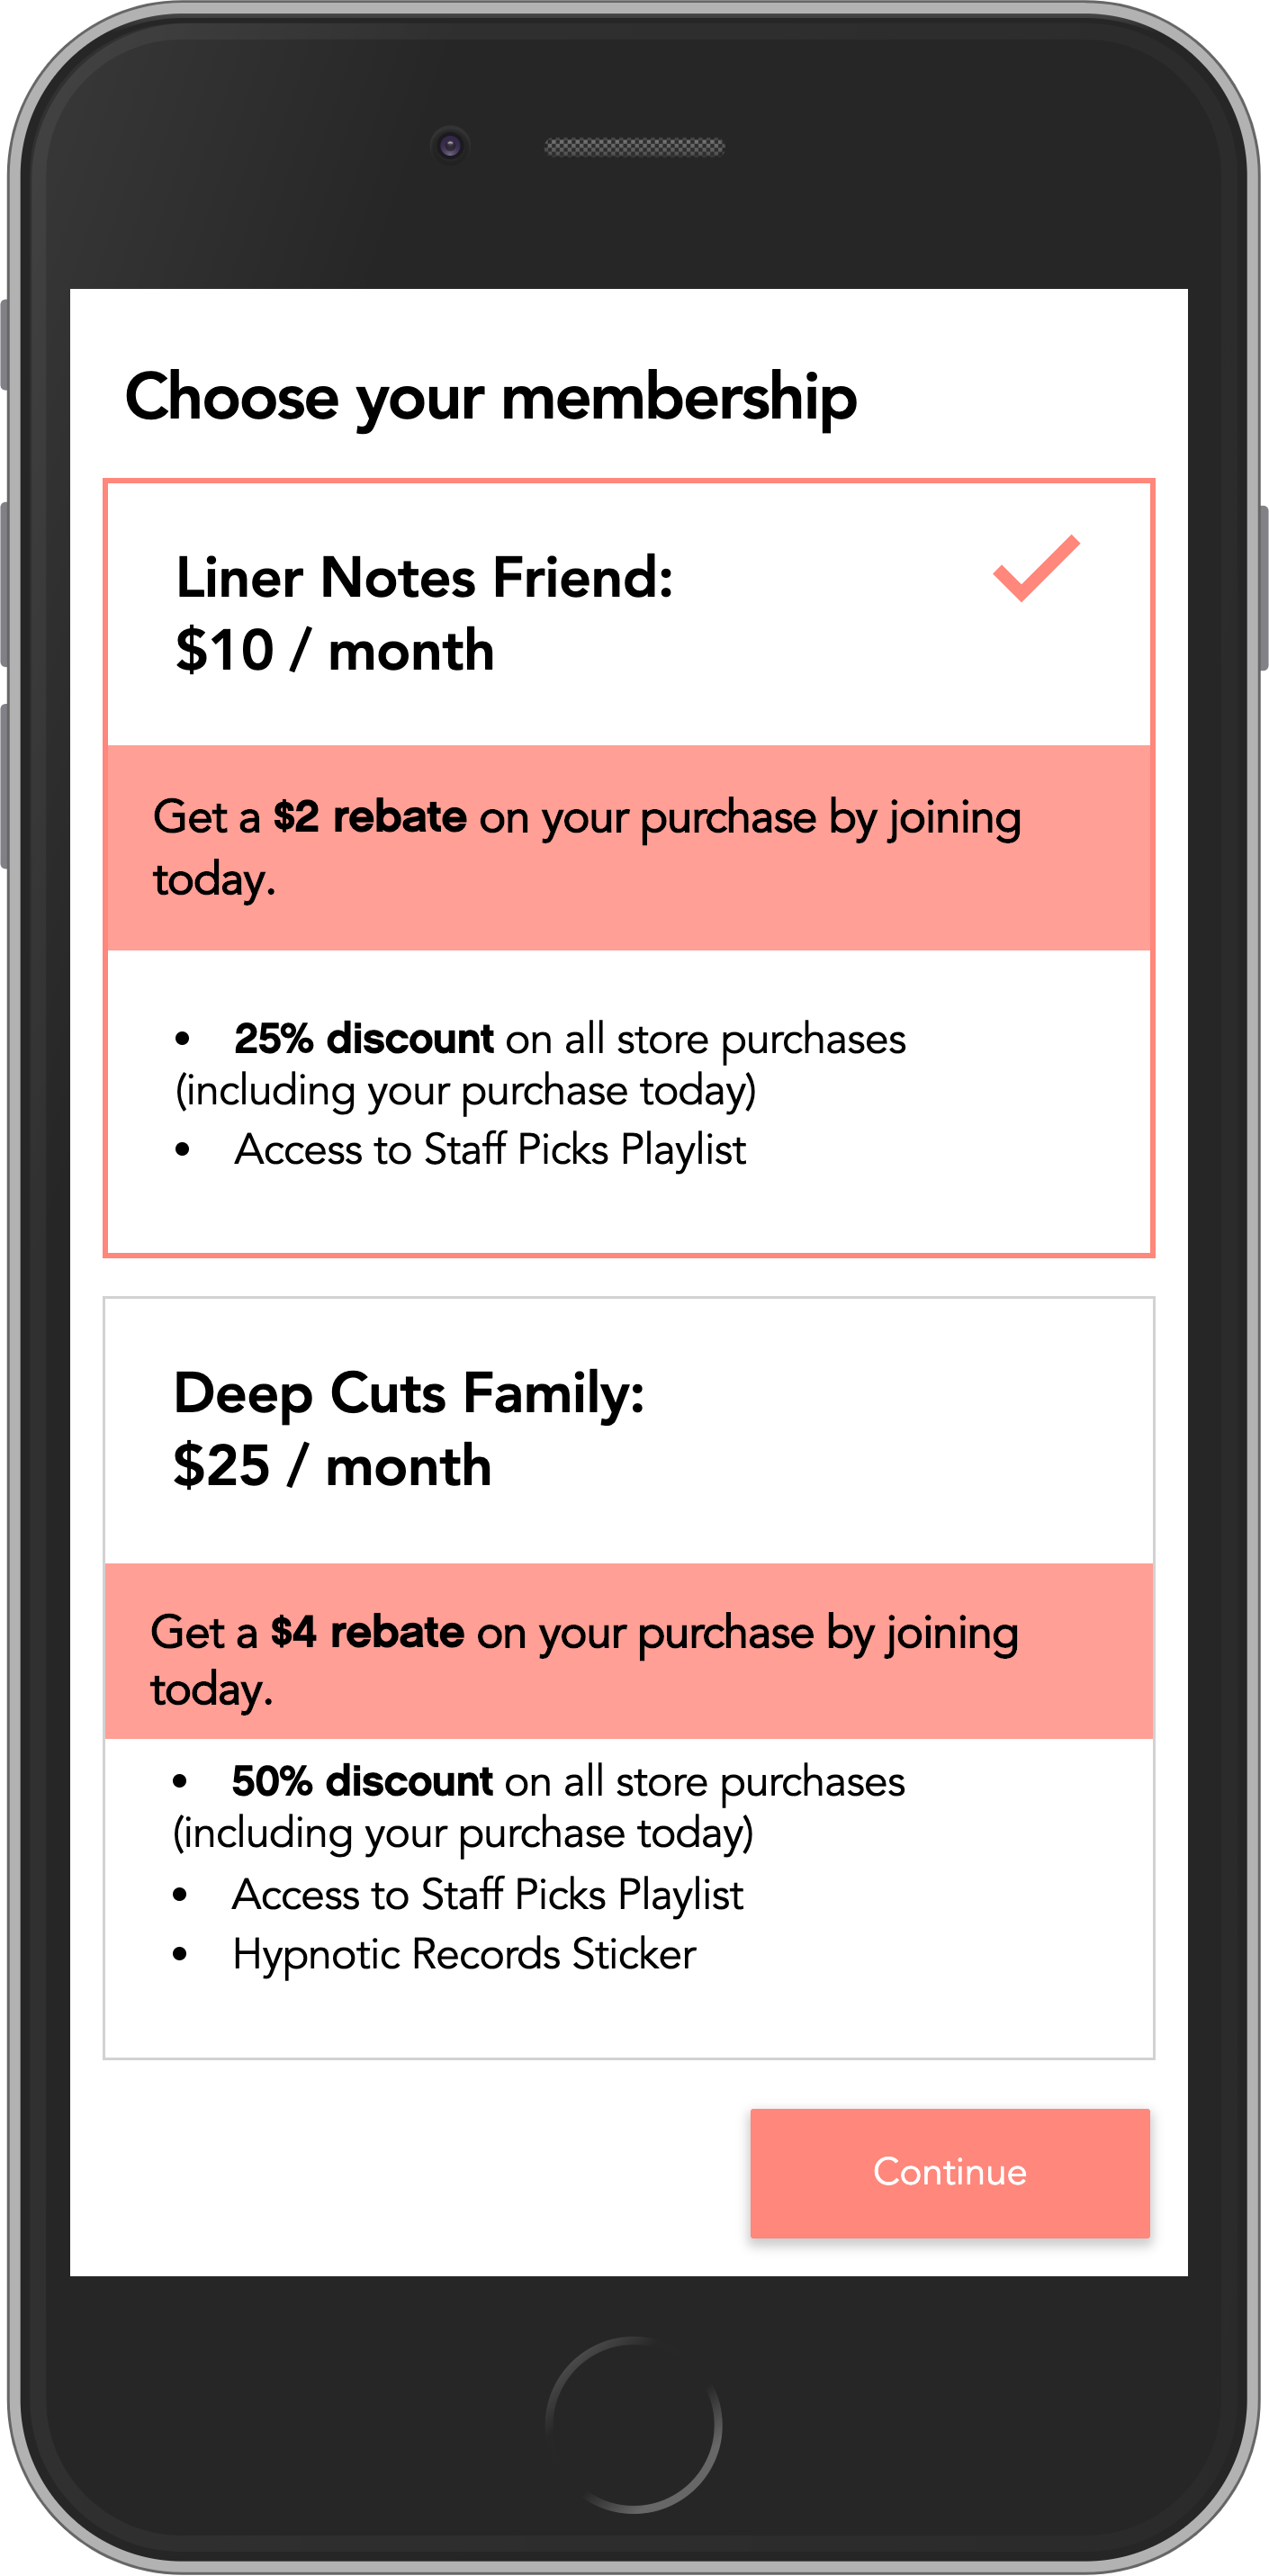 Choose your membership
Liner Notes Friend:
$10 / month
Get a $2 rebate on your purchase by joining
today.
• 25% discount on all store purchases
(including your purchase today)
• Access to Staff Picks Playlist
Deep Cuts Family:
$25 / month
Get a $4 rebate on your purchase by joining
today.
• 50% discount on all store purchases
(including your purchase today)
• Access to Staff Picks Playlist
• Hypnotic Records Sticker
Continue